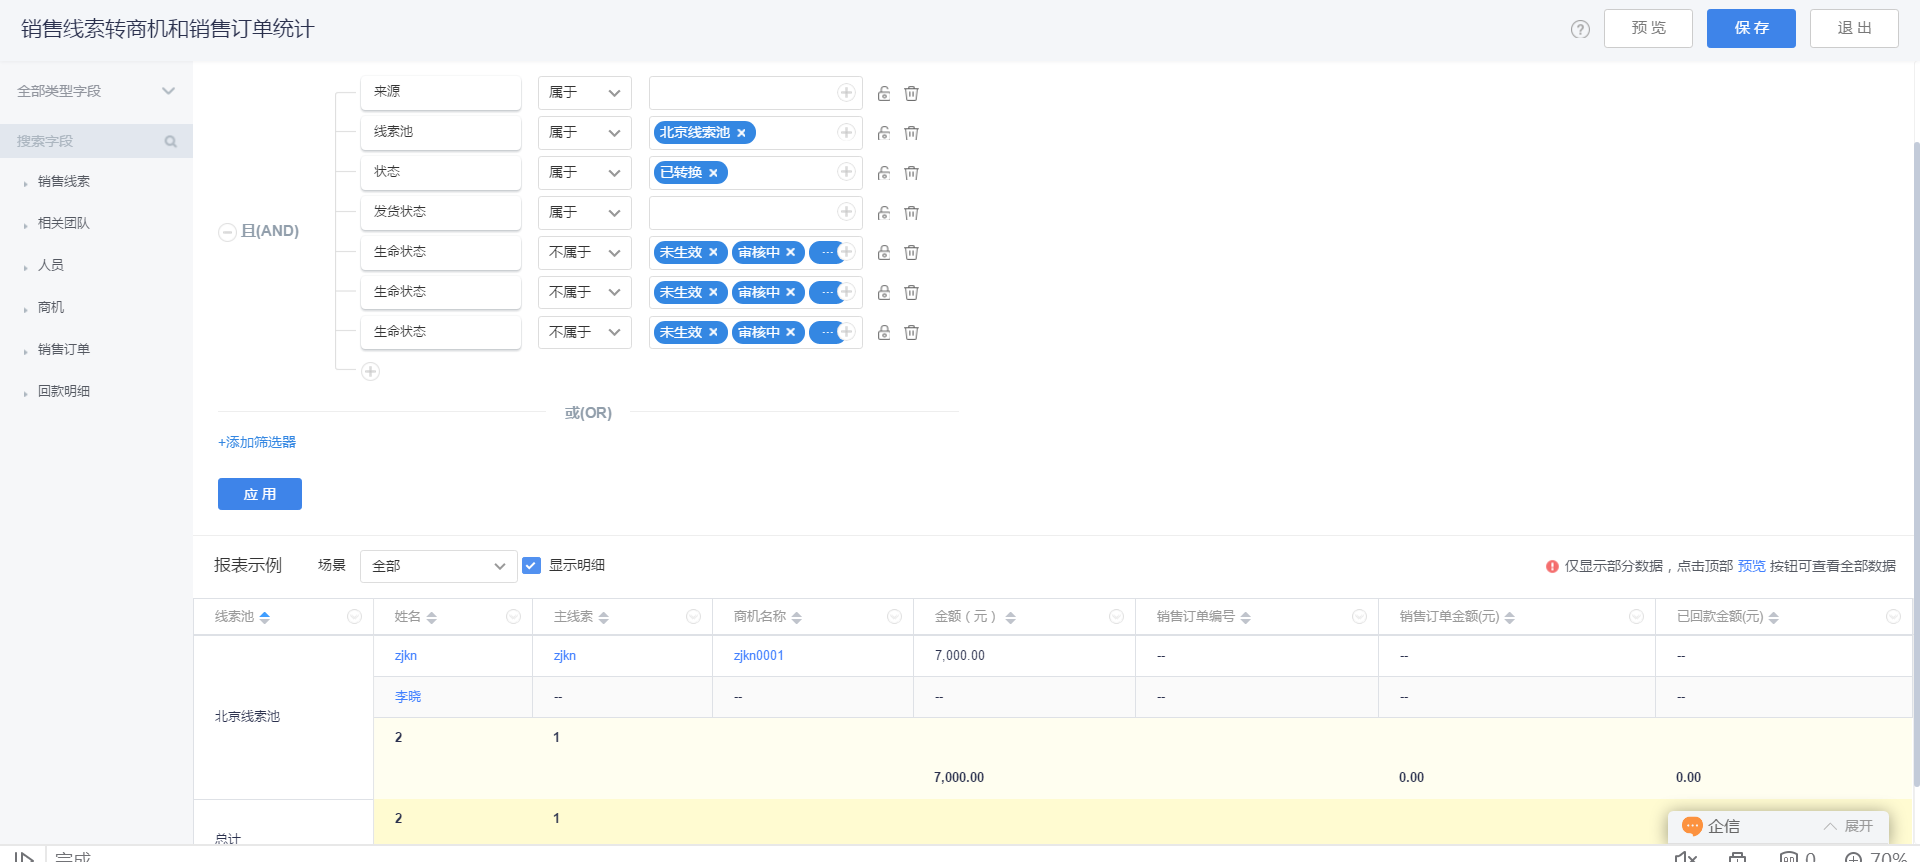 销售线索转商机和销售订单统计
? 预 览 保 存 退 出
全部类型字段
搜索字段
销售线索
相关团队
人员
商机
销售订单
回款明细
且(AND)
来源 属于
线索池 属于 北京线索池 ×
状态 属于 已转换 ×
发货状态 属于
生命状态 不属于 未生效 × 审核中 × ...
生命状态 不属于 未生效 × 审核中 × ...
生命状态 不属于 未生效 × 审核中 × ...
或(OR)
+添加筛选器
应 用
报表示例 场景 全部 显示明细 仅显示部分数据，点击顶部 预览 按钮可查看全部数据
线索池 姓名 主线索 商机名称 金额（元） 销售订单编号 销售订单金额(元) 已回款金额(元)
北京线索池
zjkn zjkn zjkn0001 7,000.00 -- -- --
李晓 -- -- -- -- -- --
2 1
7,000.00 0.00 0.00
总计
2 1
企信 展开
完成 0 70%